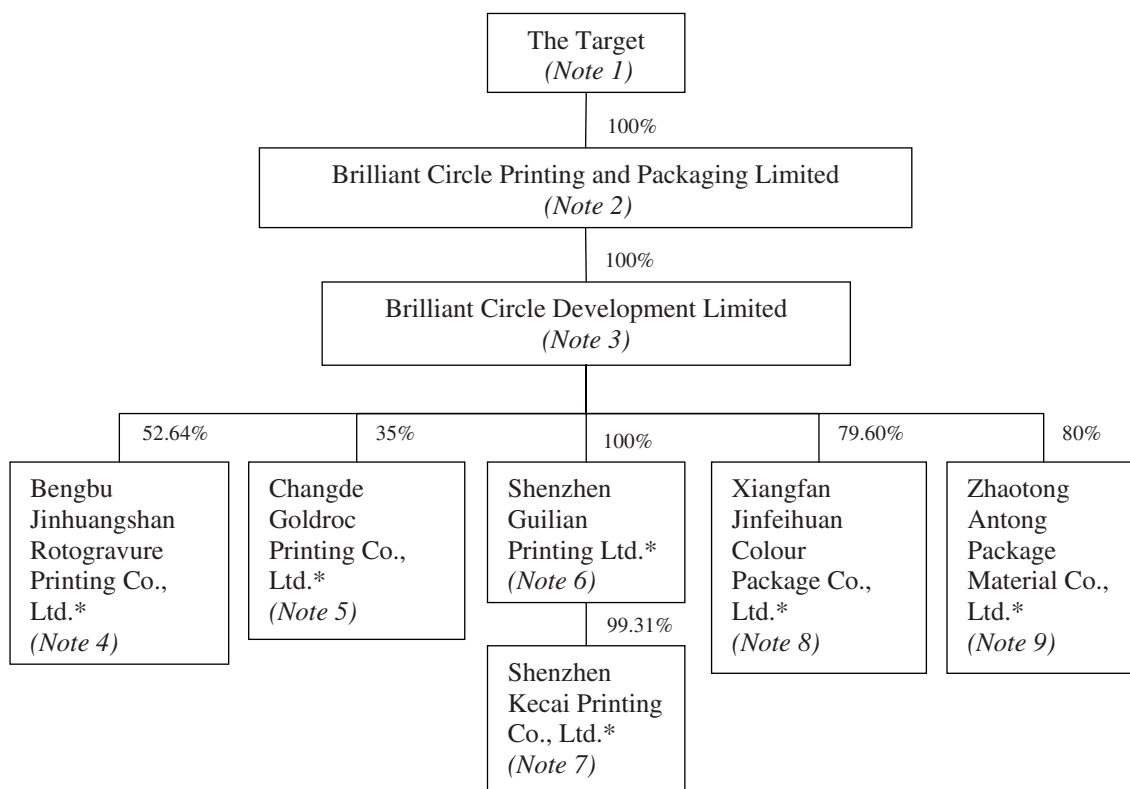 The Target
(Note 1)
100%
Brilliant Circle Printing and Packaging Limited
(Note 2)
100%
Brilliant Circle Development Limited
(Note 3)
52.64%
35%
100%
79.60%
80%
Bengbu
Jinhuangshan
Rotogravure
Printing Co.,
Ltd.*
(Note 4)
Changde
Goldroc
Printing Co.,
Ltd.*
(Note 5)
Shenzhen
Guilian
Printing Ltd.*
(Note 6)
Xiangfan
Jinfeihuan
Colour
Package Co.,
Ltd.*
(Note 8)
Zhaotong
Antong
Package
Material Co.,
Ltd.*
(Note 9)
99.31%
Shenzhen
Kecai Printing
Co., Ltd.*
(Note 7)